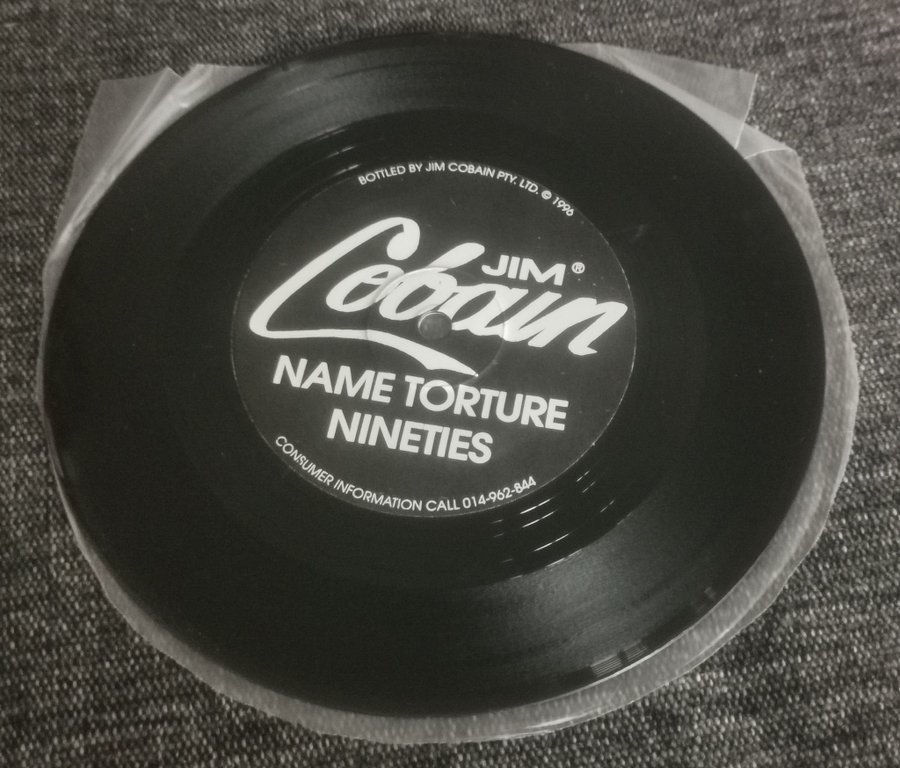 BOTTLED BY JIM COBAIN PTY. LTD. © 1996
JIM®
Cobain
NAME TORTURE
NINETIES
CONSUMER INFORMATION CALL 014-962-844